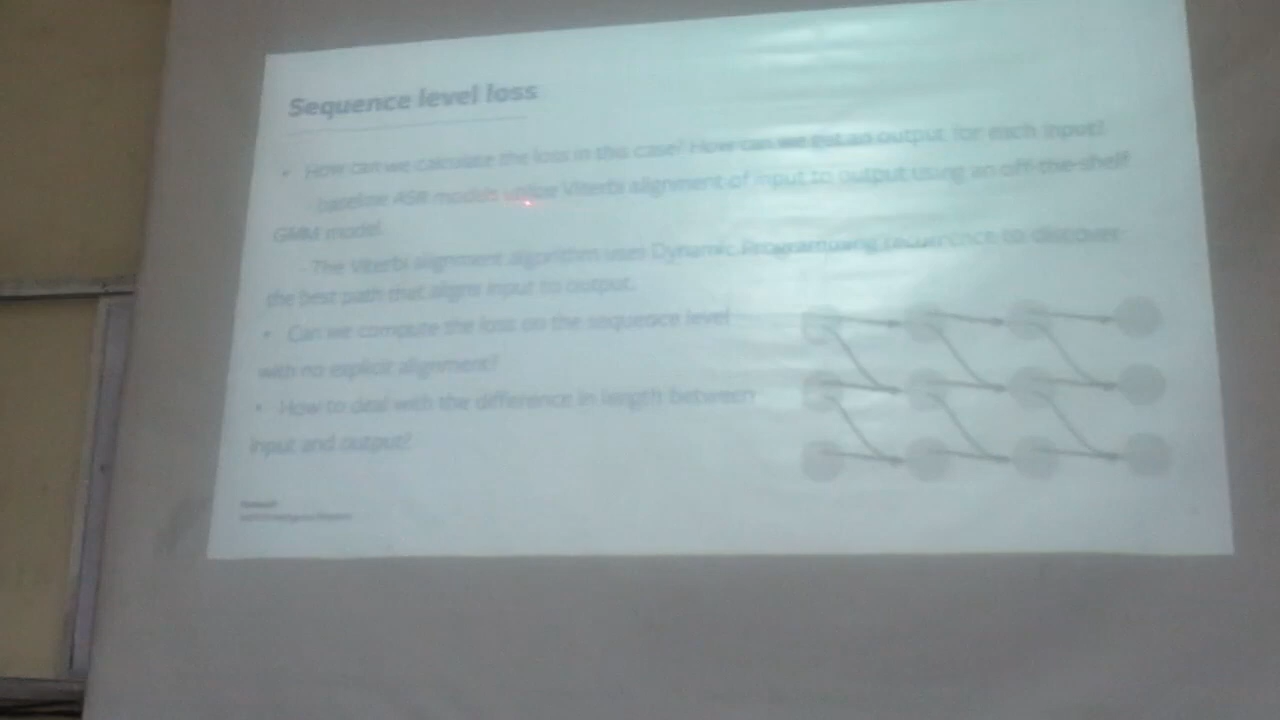 Sequence level loss
• How can we calculate the loss in this case? How can we get an output for each input?
- baseline ASR models utilize Viterbi alignment of input to output using an off-the-shelf
GMM model.
- The Viterbi alignment algorithm uses Dynamic Programming recurrence to discover
the best path that aligns input to output.
• Can we compute the loss on the sequence level
with no explicit alignment?
• How to deal with the difference in length between
input and output?